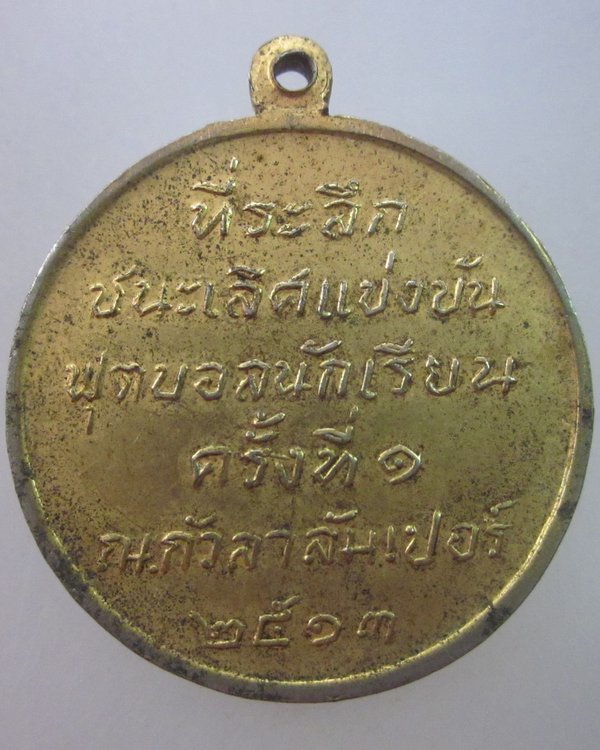 ที่ระลึก
ชนะเลิศแข่งขัน
ฟุตบอลนักเรียน
ครั้งที่ ๑
ณ.กัวลาลัมเปอร์
๒๕๑๓